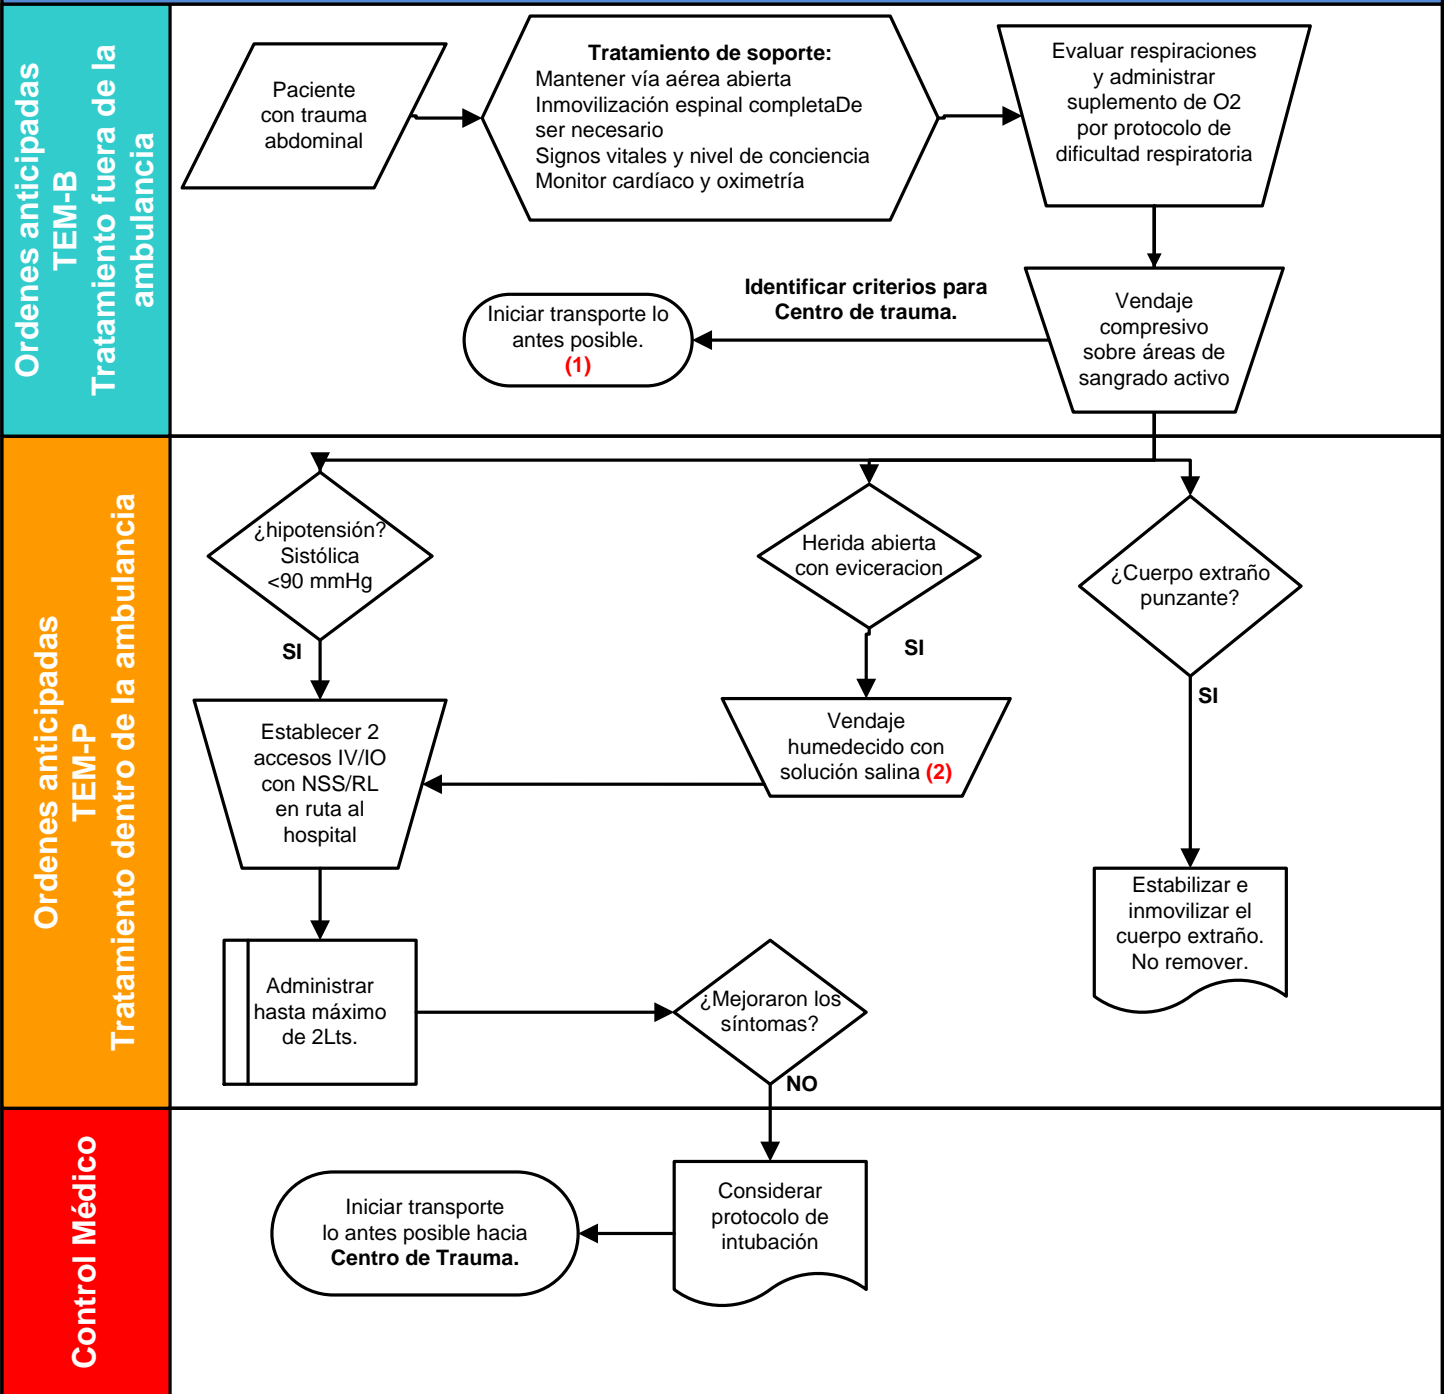 Ordenes anticipadas
TEM-B
Tratamiento fuera de la
ambulancia
Paciente
con trauma
abdominal
Tratamiento de soporte:
Mantener vía aérea abierta
Inmovilización espinal completaDe
ser necesario
Signos vitales y nivel de conciencia
Monitor cardíaco y oximetría
Evaluar respiraciones
y administrar
suplemento de O2
por protocolo de
dificultad respiratoria
Vendaje
compresivo
sobre áreas de
sangrado activo
Identificar criterios para
Centro de trauma.
Iniciar transporte lo
antes posible.
(1)
Ordenes anticipadas
TEM-P
Tratamiento dentro de la ambulancia
¿hipotensión?
Sistólica
<90 mmHg
SI
Herida abierta
con eviceracion
SI
¿Cuerpo extraño
punzante?
SI
Establecer 2
accesos IV/IO
con NSS/RL
en ruta al
hospital
Vendaje
humedecido con
solución salina (2)
Estabilizar e
inmovilizar el
cuerpo extraño.
No remover.
Administrar
hasta máximo
de 2Lts.
¿Mejoraron los
síntomas?
NO
Control Médico
Iniciar transporte
lo antes posible hacia
Centro de Trauma.
Considerar
protocolo de
intubación